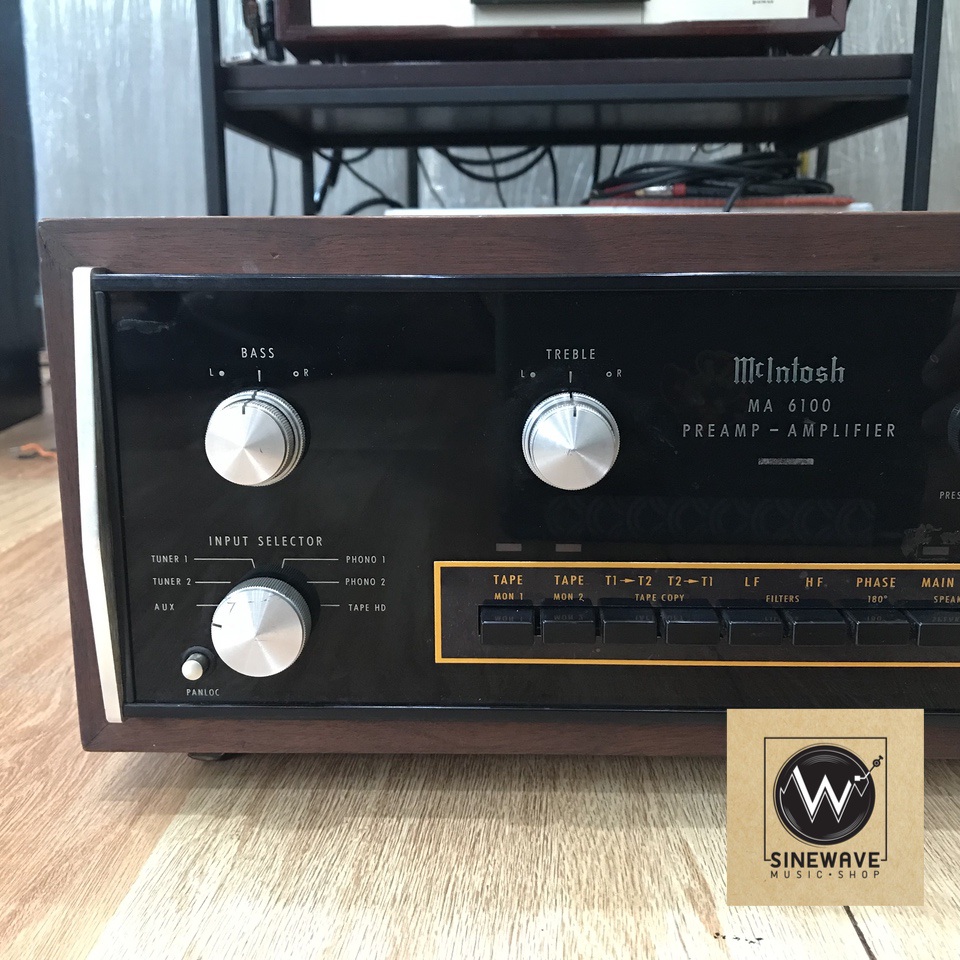 BASS
L R
TREBLE
L R
McIntosh
MA 6100
PREAMP - AMPLIFIER
INPUT SELECTOR
TUNER 1 PHONO 1
TUNER 2 PHONO 2
AUX TAPE HD
PANLOC
TAPE TAPE T1→T2 T2→T1 LF HF PHASE MAIN
MON 1 MON 2 TAPE COPY FILTERS 180°
W
SINEWAVE
MUSIC • SHOP